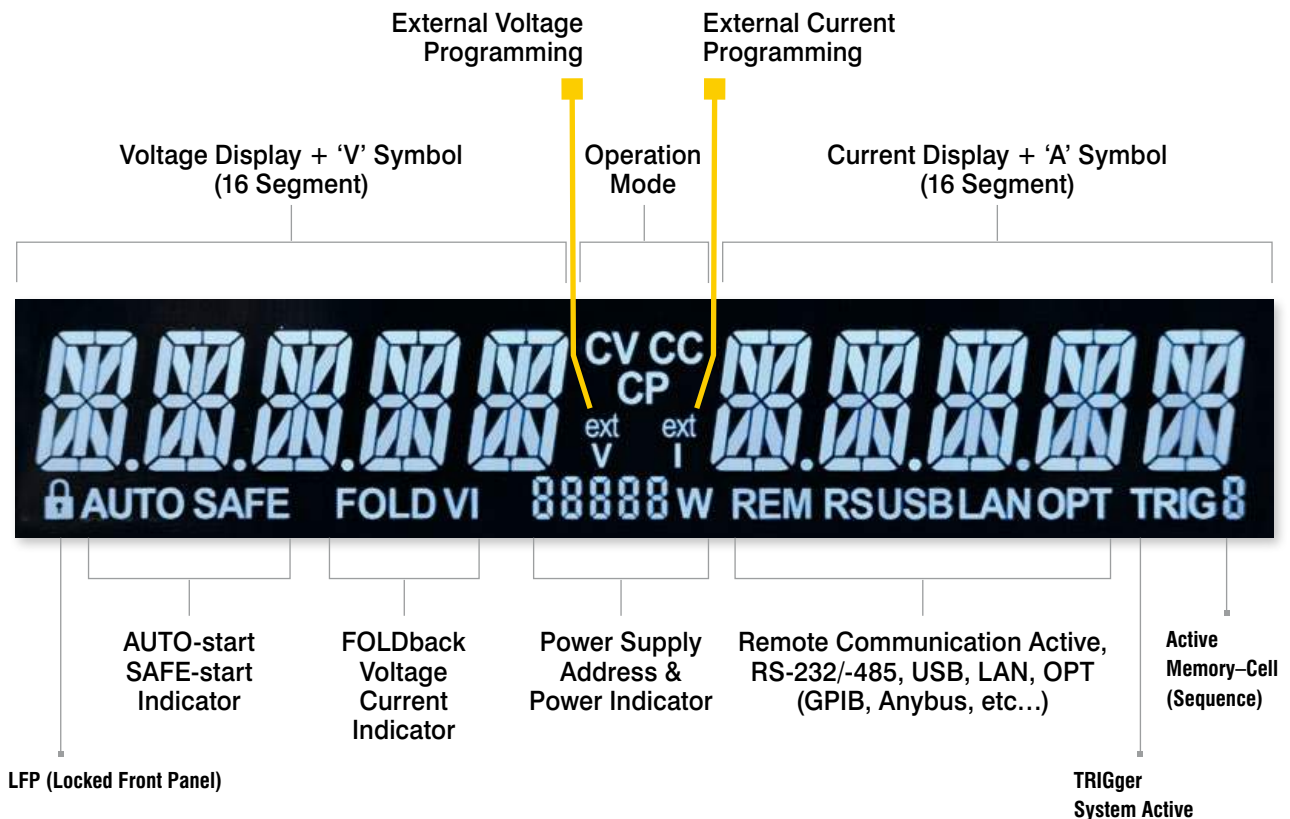 External Voltage
Programming
External Current
Programming
Voltage Display + ‘V’ Symbol
(16 Segment)
Operation
Mode
Current Display + ‘A’ Symbol
(16 Segment)
CV CC
CP
ext
V
ext
I
AUTO SAFE FOLD VI 88888 W REM RS USB LAN OPT TRIG 8
AUTO-start
SAFE-start
Indicator
FOLDback
Voltage
Current
Indicator
Power Supply
Address &
Power Indicator
Remote Communication Active,
RS-232/-485, USB, LAN, OPT
(GPIB, Anybus, etc…)
Active
Memory–Cell
(Sequence)
LFP (Locked Front Panel)
TRIGger
System Active